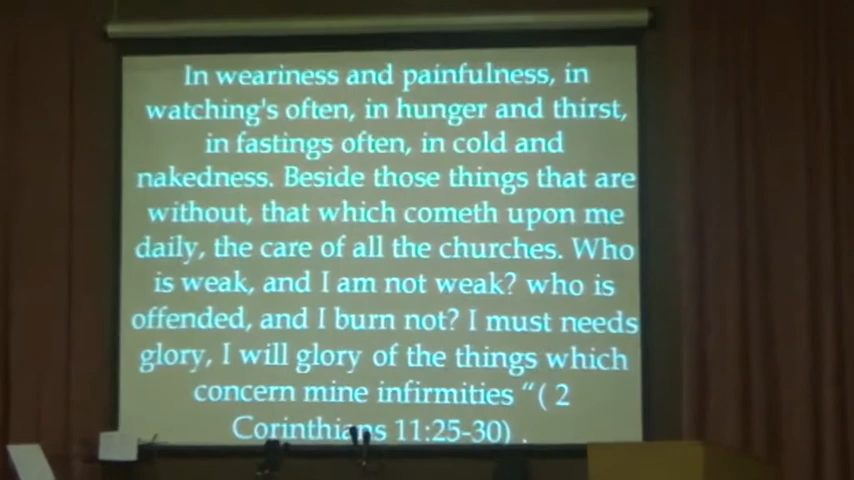 In weariness and painfulness, in
watching's often, in hunger and thirst,
in fastings often, in cold and
nakedness. Beside those things that are
without, that which cometh upon me
daily, the care of all the churches. Who
is weak, and I am not weak? who is
offended, and I burn not? I must needs
glory, I will glory of the things which
concern mine infirmities “( 2
Corinthians 11:25-30) .